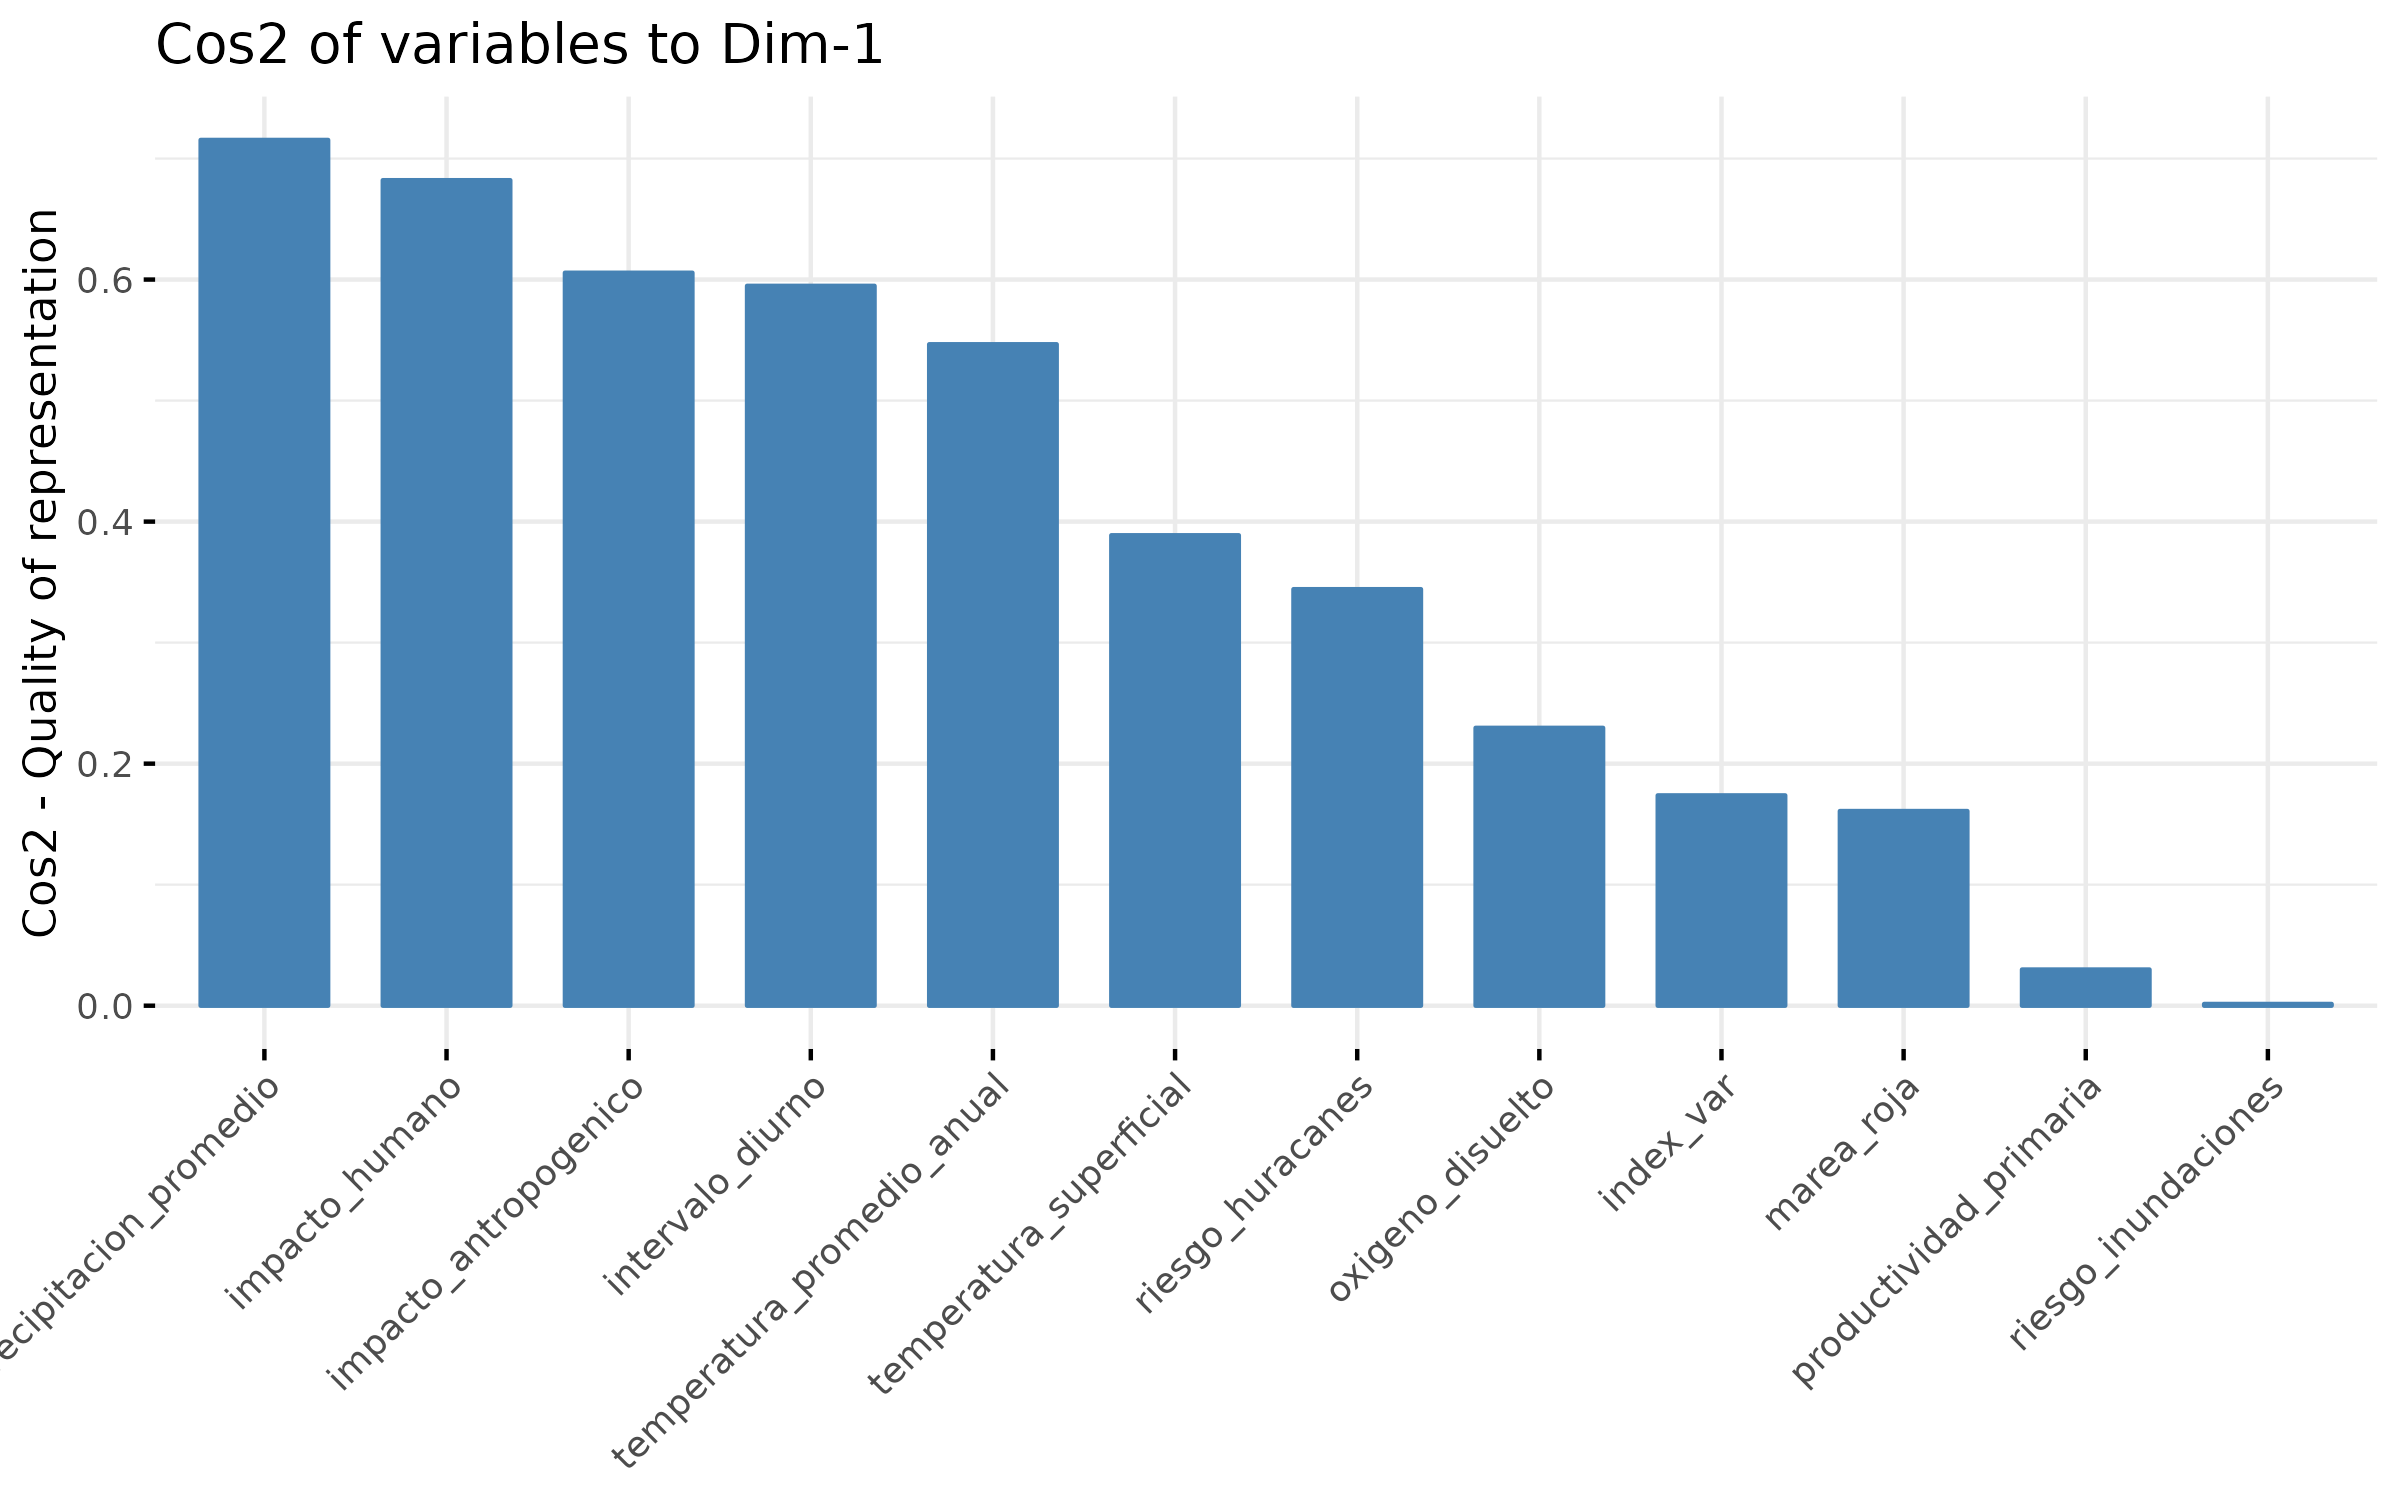 Cos2 of variables to Dim-1
Cos2 - Quality of representation
0.6
0.4
0.2
0.0
ecipitacion_promedio
impacto_humano
impacto_antropogenico
intervalo_diurno
temperatura_promedio_anual
temperatura_superficial
riesgo_huracanes
oxigeno_disuelto
index_var
marea_roja
productividad_primaria
riesgo_inundaciones